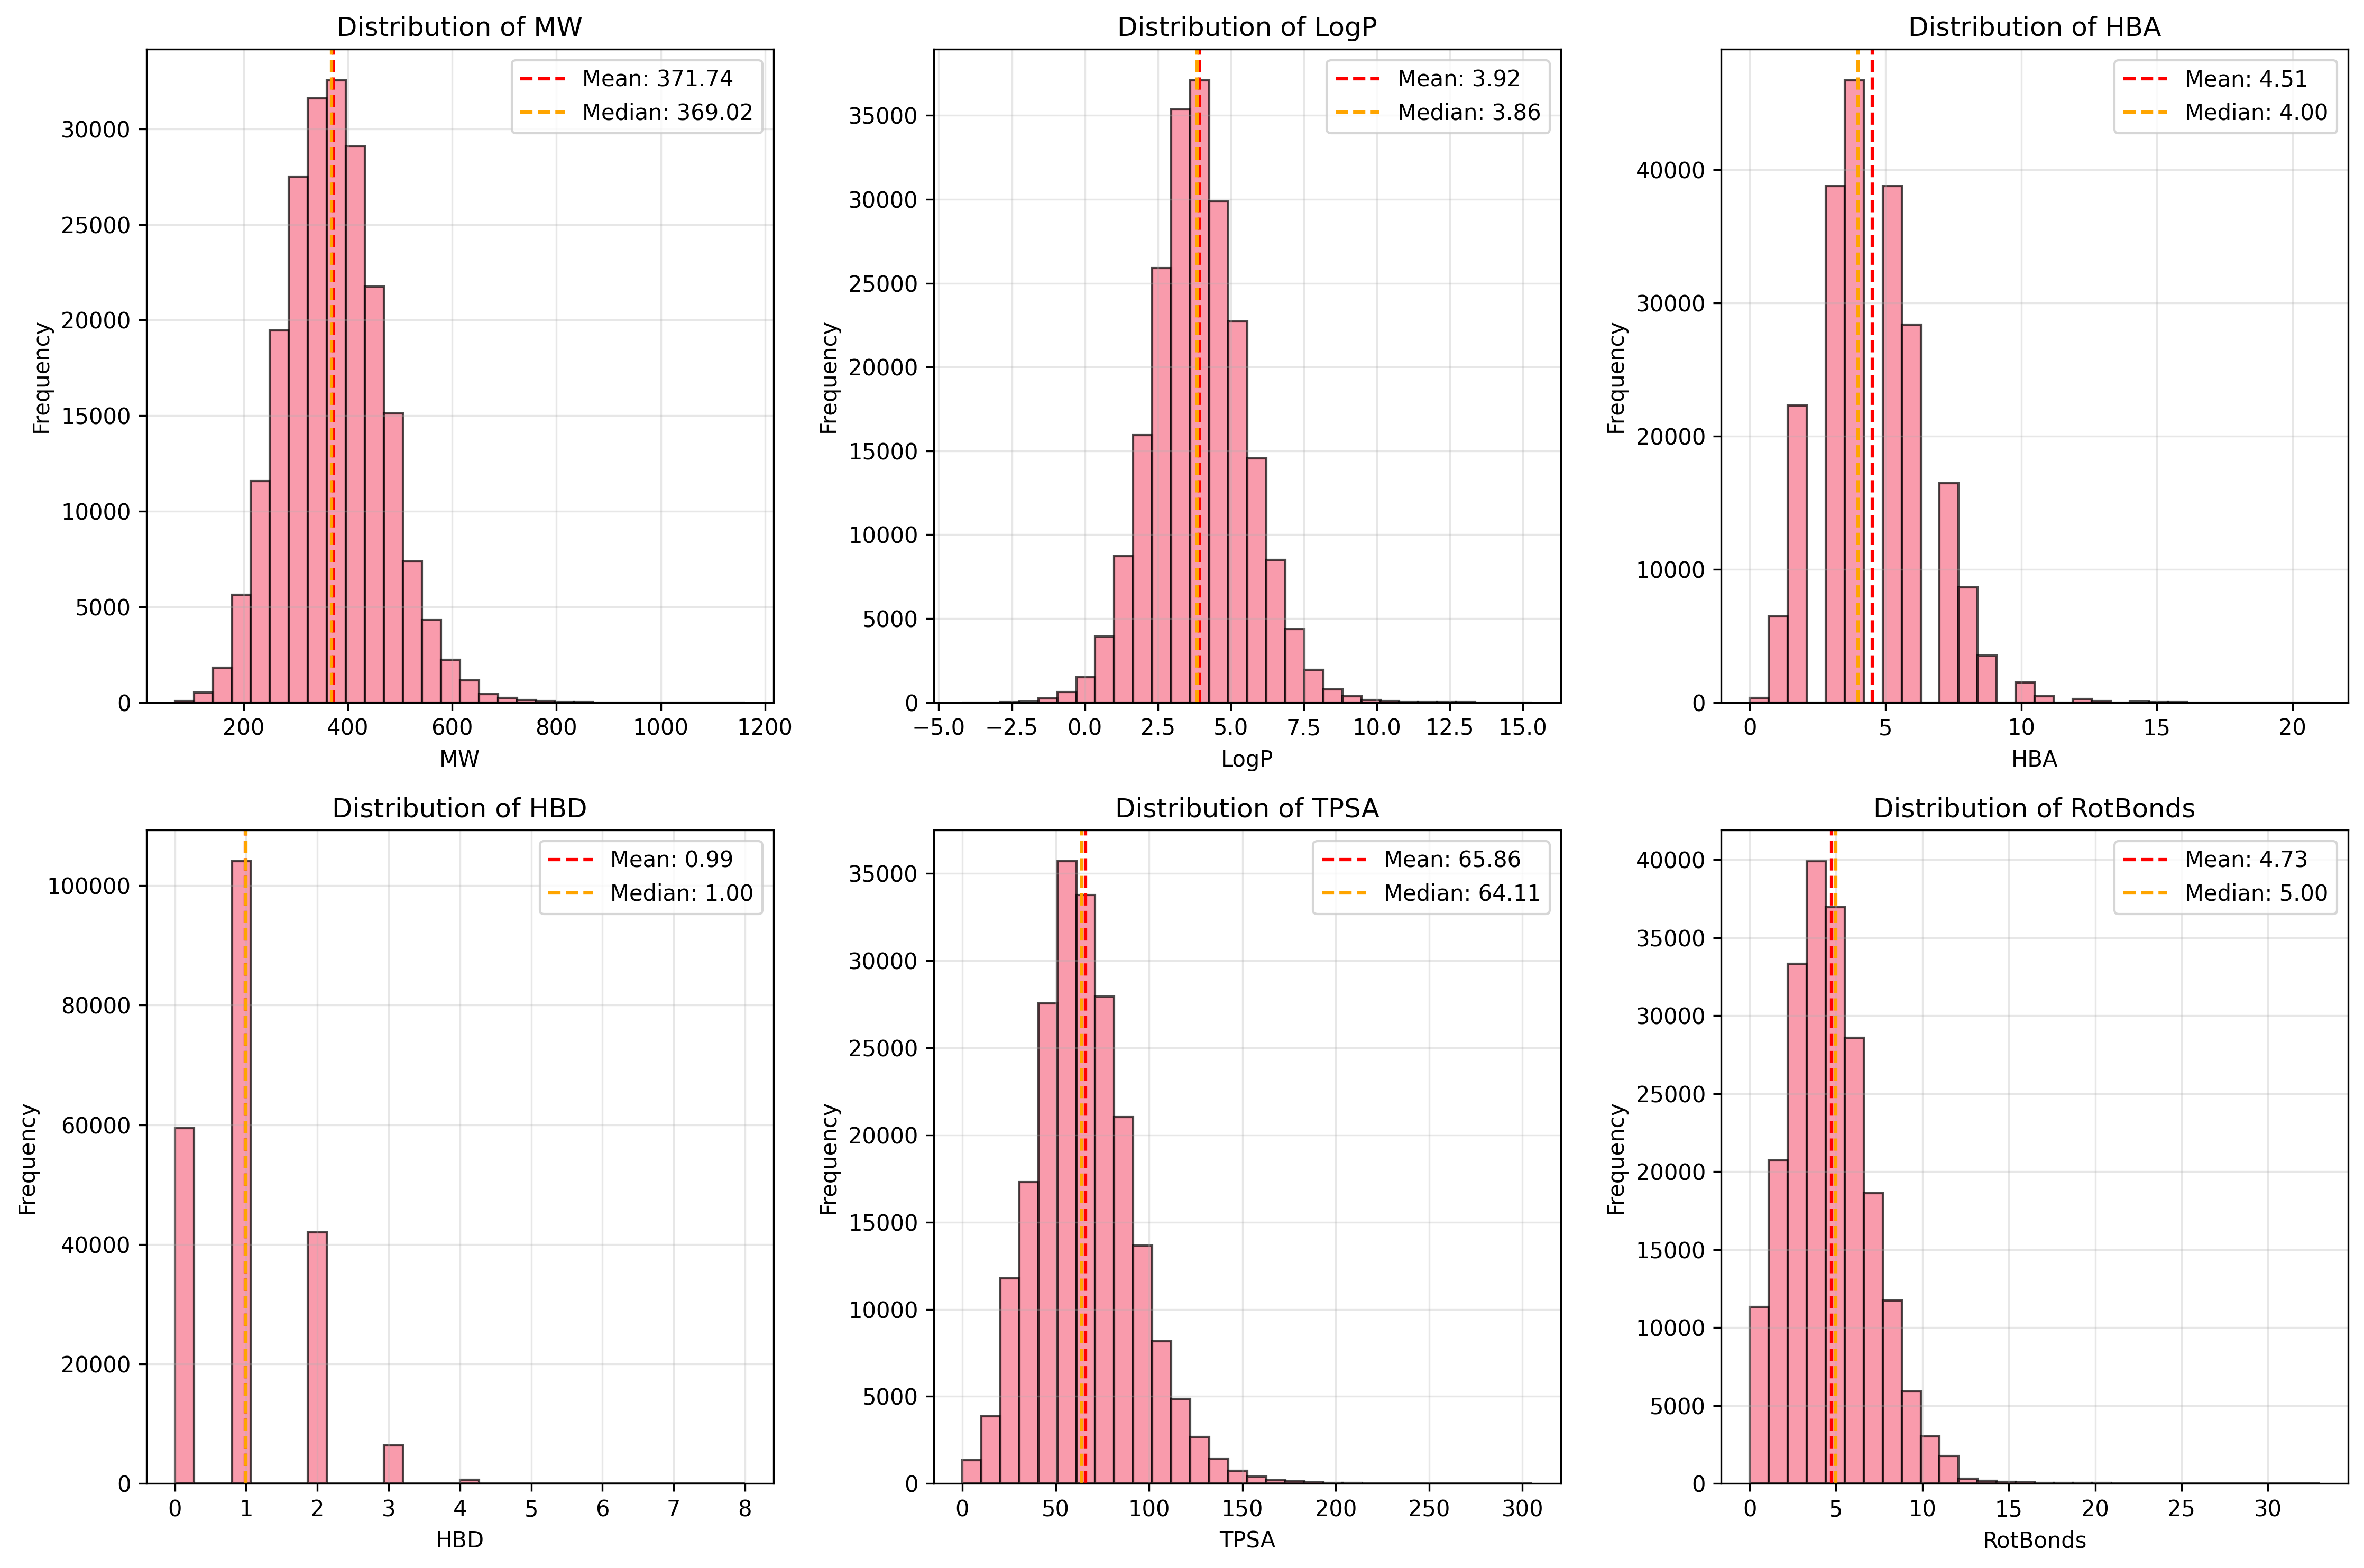 Distribution of MW
Mean: 371.74
Median: 369.02
Frequency
30000
25000
20000
15000
10000
5000
0
200 400 600 800 1000 1200
MW
Distribution of LogP
Mean: 3.92
Median: 3.86
Frequency
35000
30000
25000
20000
15000
10000
5000
0
−5.0 −2.5 0.0 2.5 5.0 7.5 10.0 12.5 15.0
LogP
Distribution of HBA
Mean: 4.51
Median: 4.00
Frequency
40000
30000
20000
10000
0
0 5 10 15 20
HBA
Distribution of HBD
Mean: 0.99
Median: 1.00
Frequency
100000
80000
60000
40000
20000
0
0 1 2 3 4 5 6 7 8
HBD
Distribution of TPSA
Mean: 65.86
Median: 64.11
Frequency
35000
30000
25000
20000
15000
10000
5000
0
0 50 100 150 200 250 300
TPSA
Distribution of RotBonds
Mean: 4.73
Median: 5.00
Frequency
40000
35000
30000
25000
20000
15000
10000
5000
0
0 5 10 15 20 25 30
RotBonds